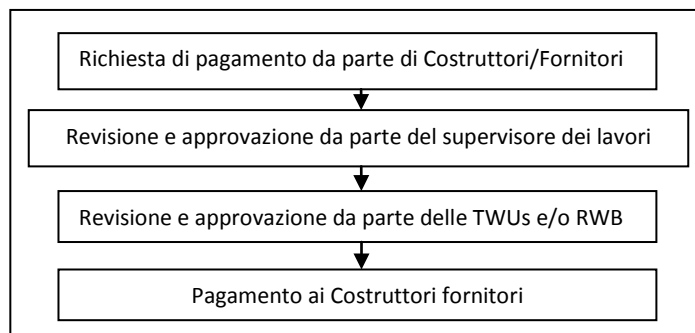 Richiesta di pagamento da parte di Costruttori/Fornitori
Revisione e approvazione da parte del supervisore dei lavori
Revisione e approvazione da parte delle TWUs e/o RWB
Pagamento ai Costruttori fornitori